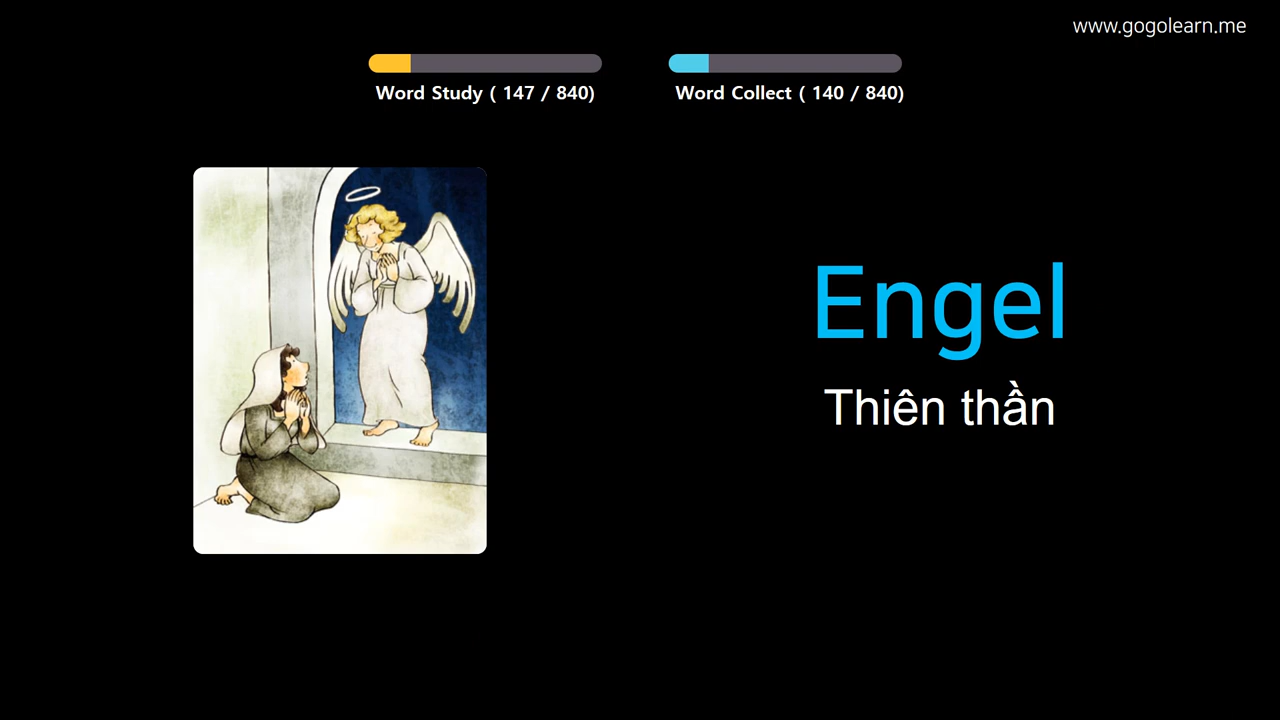 www.gogolearn.me
Word Study ( 147 / 840)
Word Collect ( 140 / 840)
Engel
Thiên thần